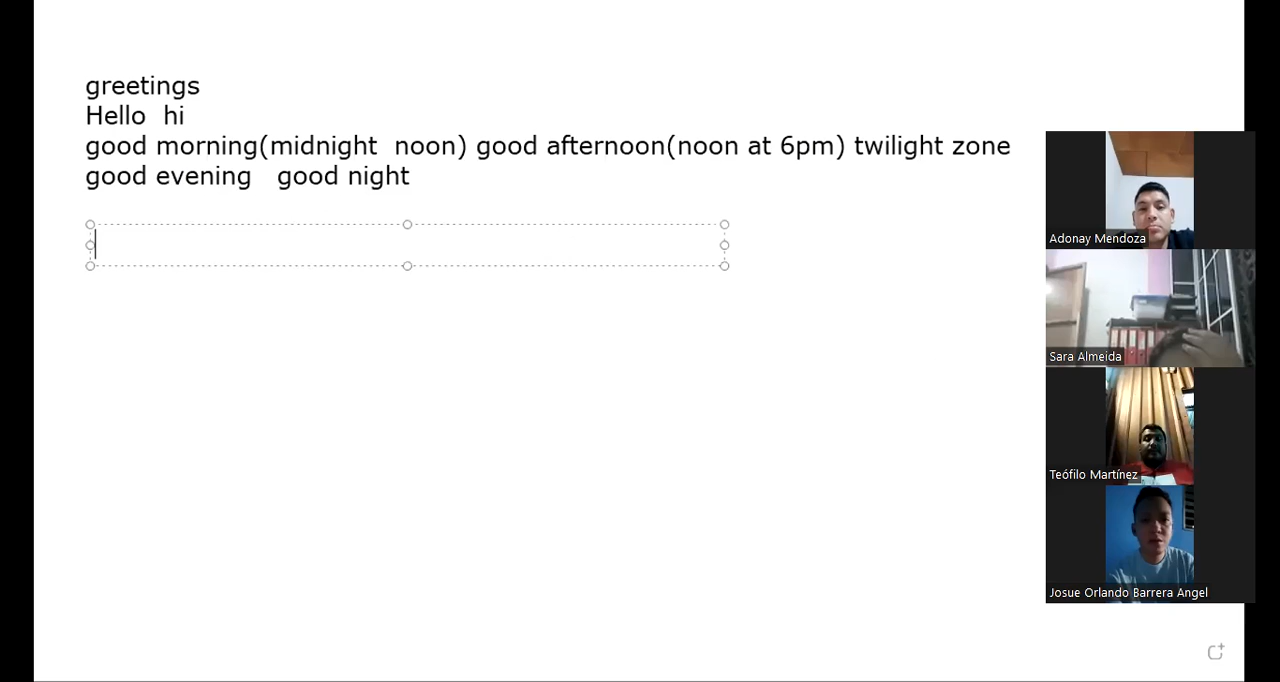 greetings
Hello  hi
good morning(midnight  noon) good afternoon(noon at 6pm) twilight zone
good evening   good night
Adonay Mendoza
Sara Almeida
Teófilo Martínez
Josue Orlando Barrera Angel